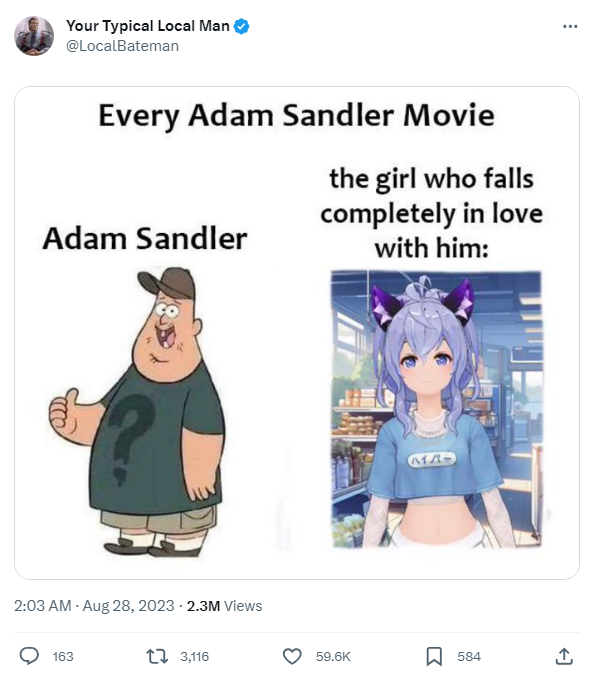 Your Typical Local Man
@LocalBateman
Every Adam Sandler Movie
Adam Sandler
the girl who falls
completely in love
with him:
?
ハイパー
2:03 AM · Aug 28, 2023 · 2.3M Views
163 3,116 59.6K 584